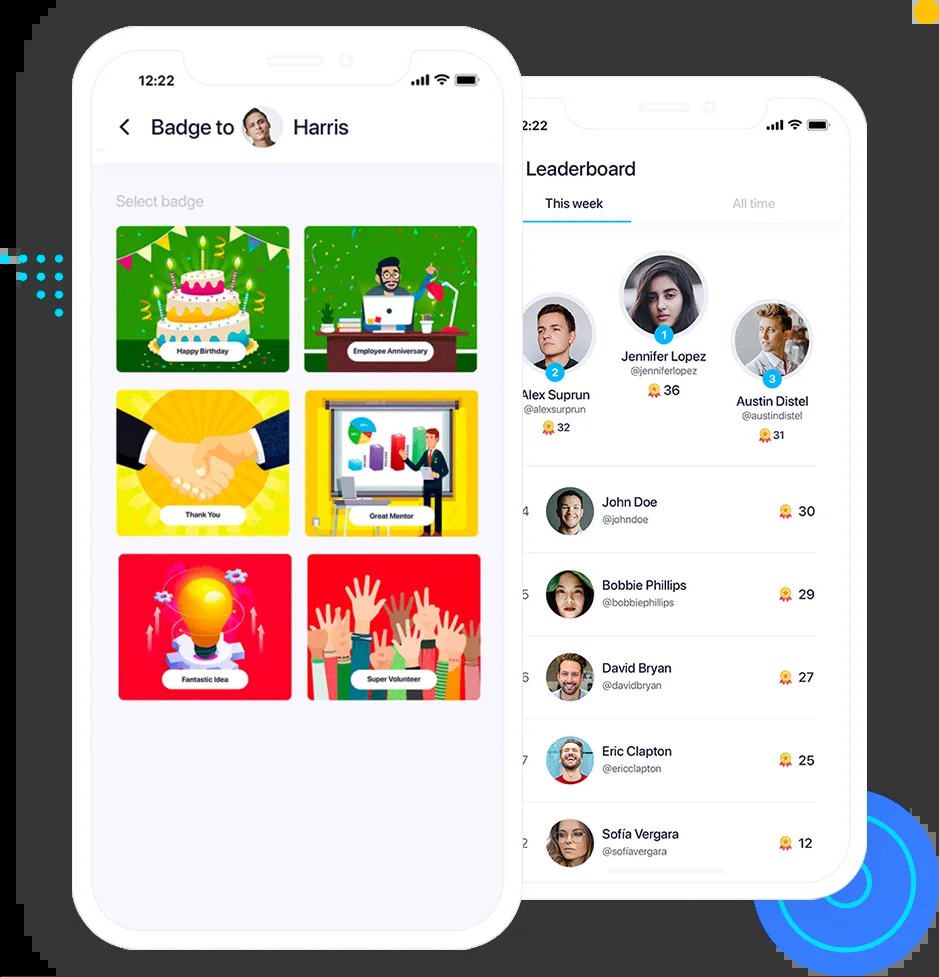 12:22
Badge to Harris
Select badge
Happy Birthday
Employee Anniversary
Thank You
Great Mentor
Fantastic Idea
Super Volunteer
2:22
Leaderboard
This week
All time
1
Jennifer Lopez
@jenniferlopez
36
2
Alex Suprun
@alexsurprun
32
3
Austin Distel
@austindistel
31
4
John Doe
@johndoe
30
5
Bobbie Phillips
@bobbiephillips
29
6
David Bryan
@davidbryan
27
7
Eric Clapton
@ericclapton
25
2
Sofía Vergara
@sofíavergara
12